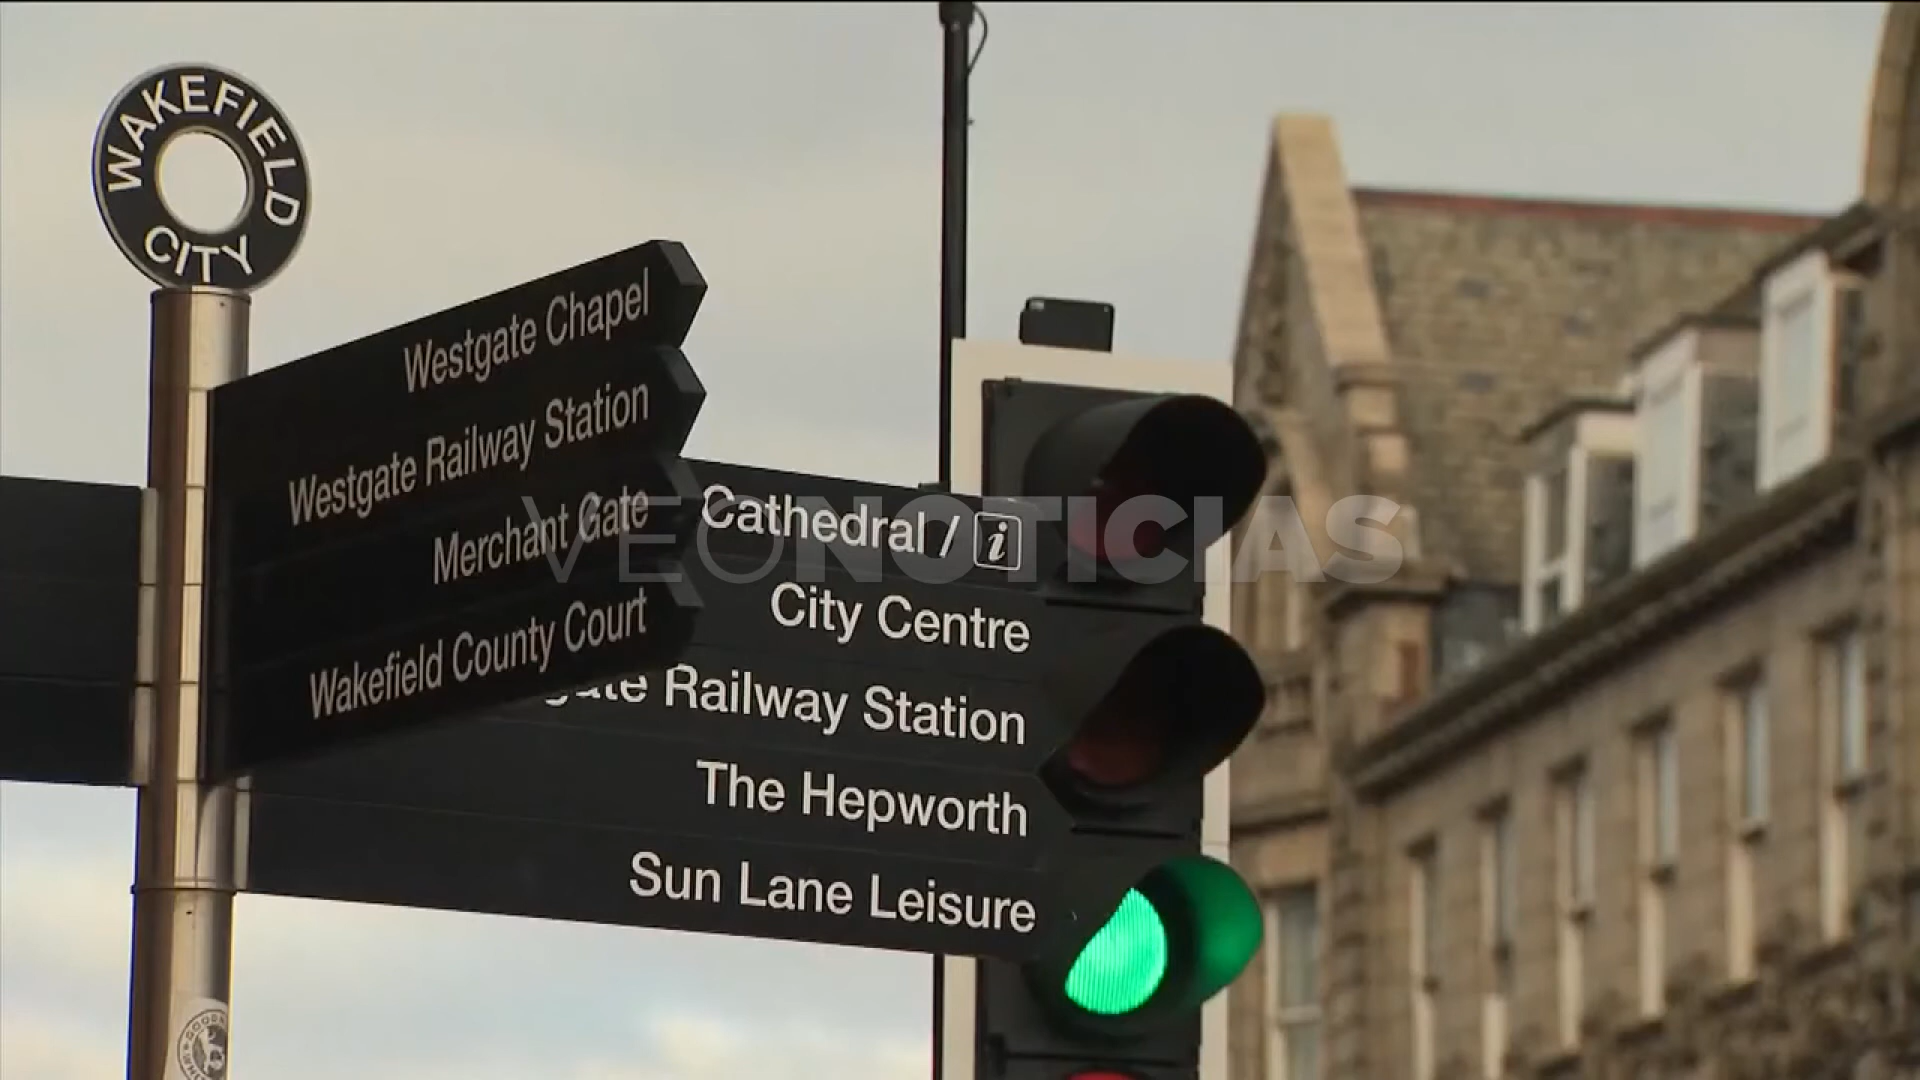 WAKEFIELD
CITY
Westgate Chapel
Westgate Railway Station
Merchant Gate
Wakefield County Court
Cathedral / i
City Centre
Railway Station
The Hepworth
Sun Lane Leisure
VEONOTICIAS